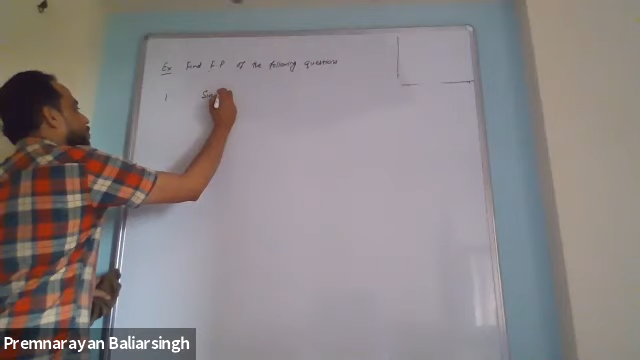 Ex Find L.P of the following questions
1
Premnarayan Baliarsingh